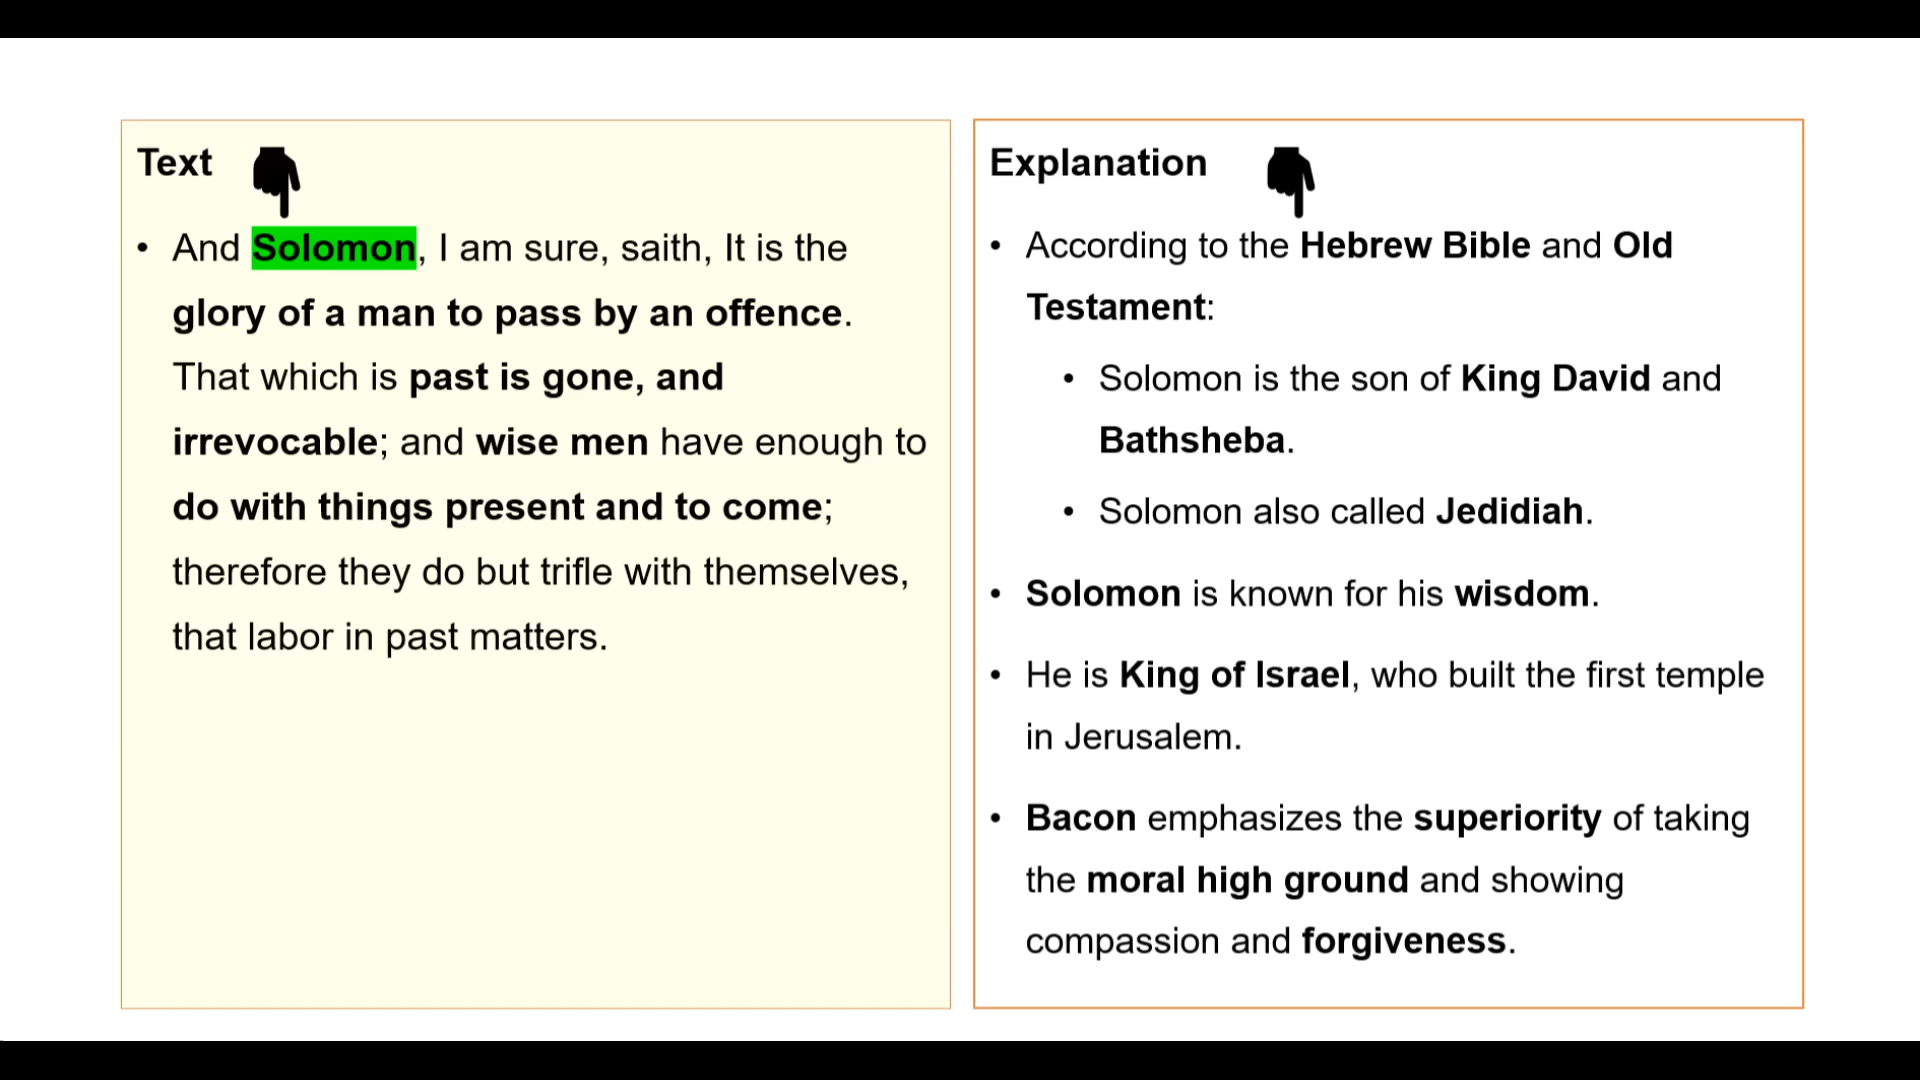 Text
• And Solomon, I am sure, saith, It is the
glory of a man to pass by an offence.
That which is past is gone, and
irrevocable; and wise men have enough to
do with things present and to come;
therefore they do but trifle with themselves,
that labor in past matters.
Explanation
• According to the Hebrew Bible and Old
Testament:
• Solomon is the son of King David and
Bathsheba.
• Solomon also called Jedidiah.
• Solomon is known for his wisdom.
• He is King of Israel, who built the first temple
in Jerusalem.
• Bacon emphasizes the superiority of taking
the moral high ground and showing
compassion and forgiveness.